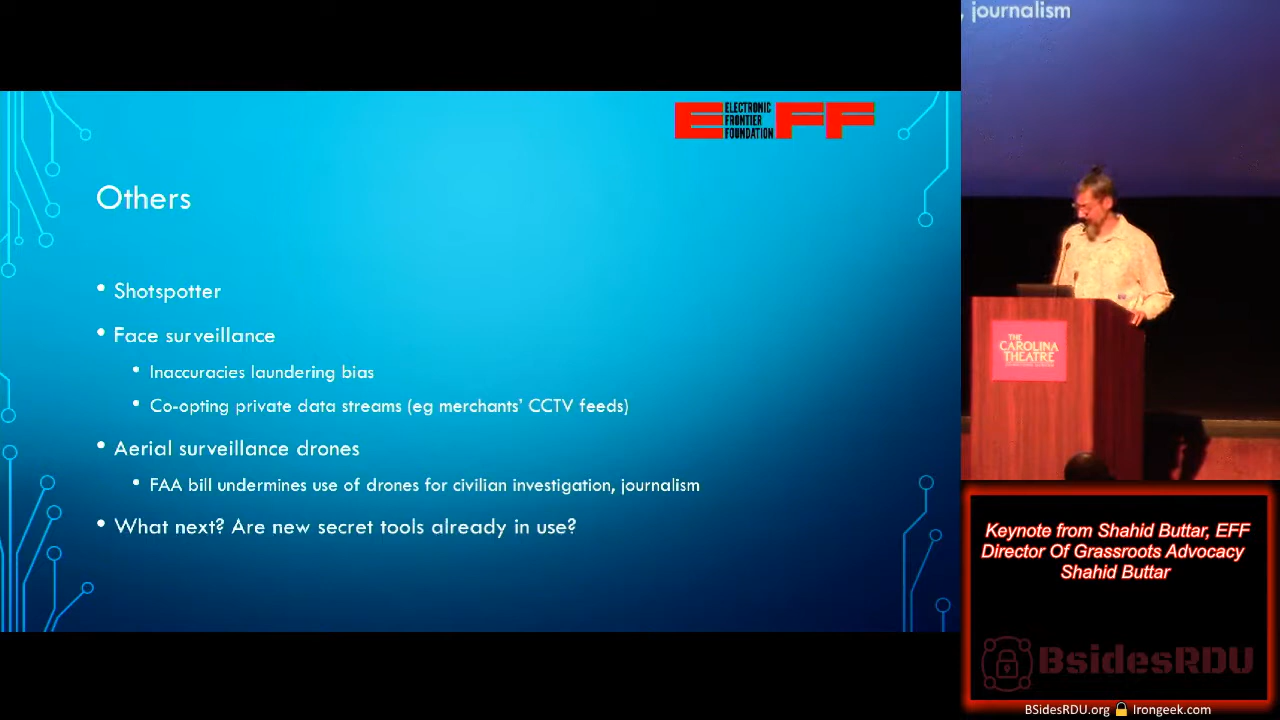 journalism
ELECTRONIC
FRONTIER
FOUNDATION
EFF
Others
• Shotspotter
• Face surveillance
• Inaccuracies laundering bias
• Co-opting private data streams (eg merchants' CCTV feeds)
• Aerial surveillance drones
• FAA bill undermines use of drones for civilian investigation, journalism
• What next? Are new secret tools already in use?
THE
CAROLINA
THEATRE
Keynote from Shahid Buttar, EFF
Director Of Grassroots Advocacy
Shahid Buttar
BsidesRDU
BSidesRDU.org Irongeek.com